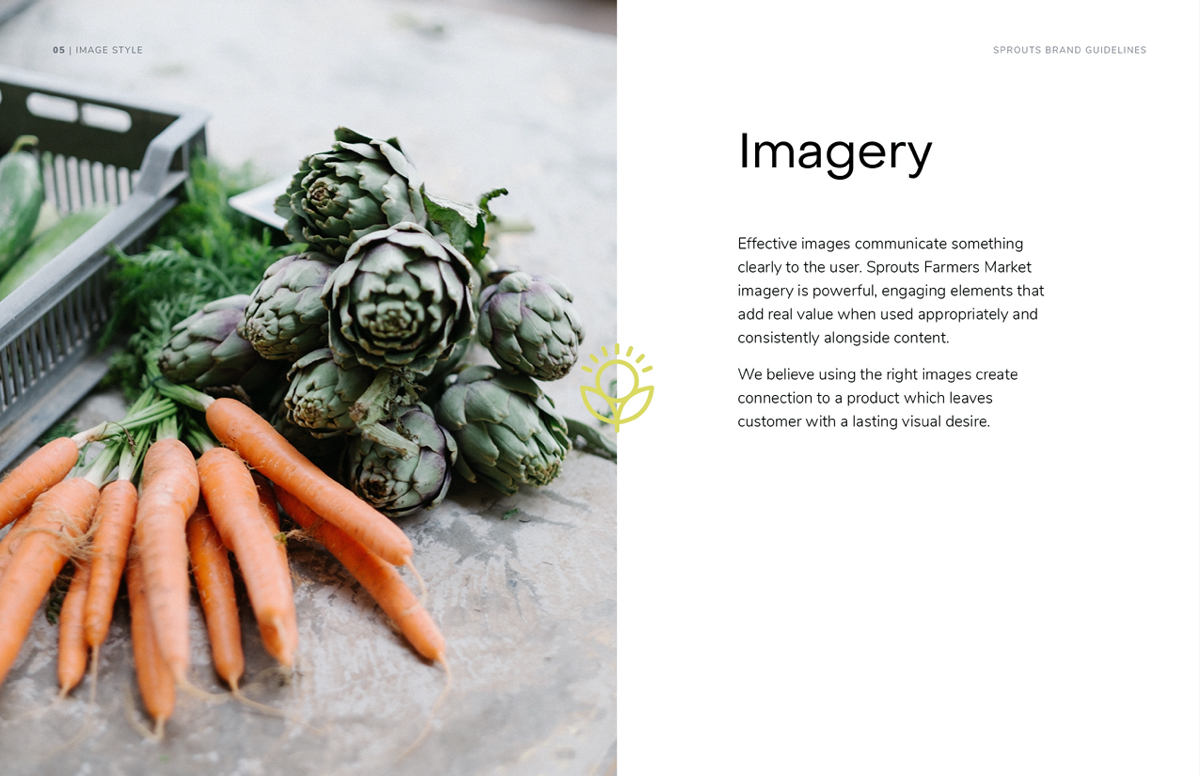 05 | IMAGE STYLE
SPROUTS BRAND GUIDELINES
Imagery
Effective images communicate something
clearly to the user. Sprouts Farmers Market
imagery is powerful, engaging elements that
add real value when used appropriately and
consistently alongside content.
We believe using the right images create
connection to a product which leaves
customer with a lasting visual desire.